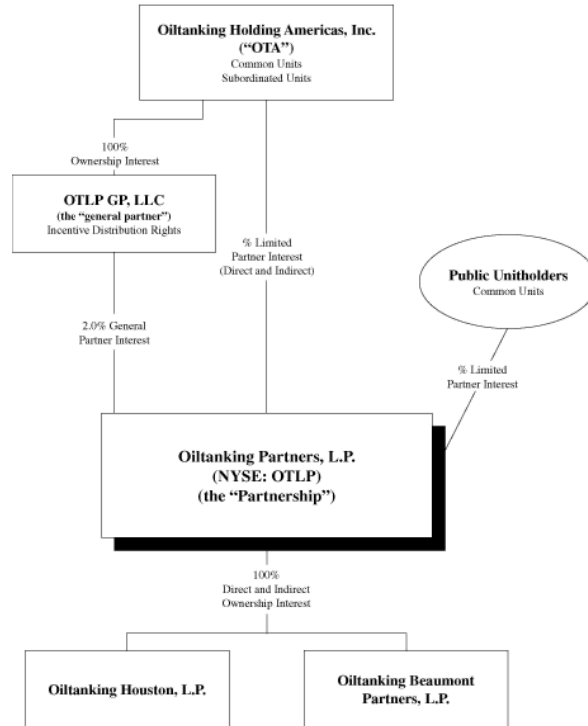 Oiltanking Holding Americas, Inc.
(“OTA”)
Common Units
Subordinated Units
100%
Ownership Interest
OTLP GP, LLC
(the “general partner”)
Incentive Distribution Rights
% Limited
Partner Interest
(Direct and Indirect)
Public Unitholders
Common Units
2.0% General
Partner Interest
% Limited
Partner Interest
Oiltanking Partners, L.P.
(NYSE: OTLP)
(the “Partnership”)
100%
Direct and Indirect
Ownership Interest
Oiltanking Houston, L.P.
Oiltanking Beaumont
Partners, L.P.